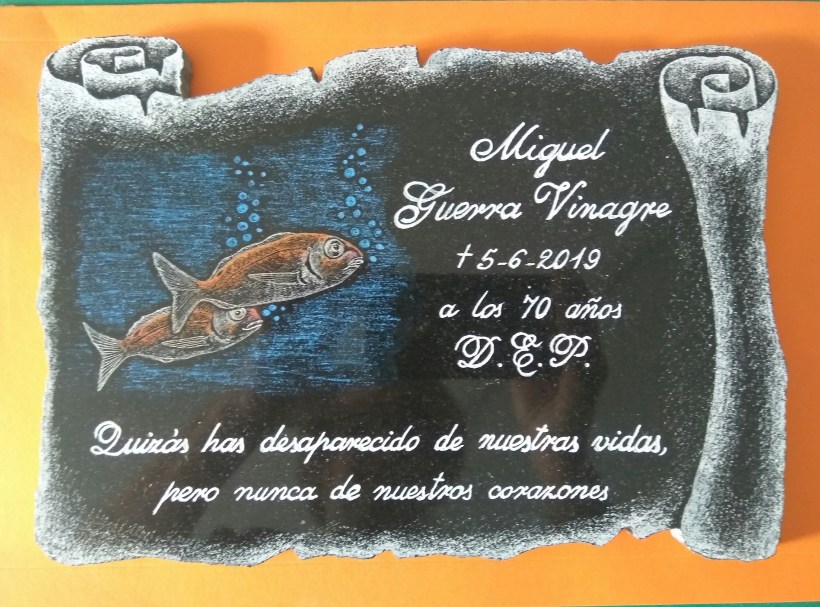 Miguel
Guerra Vinagre
† 5-6-2019
a los 70 años
D.E.P.
Quizás has desaparecido de nuestras vidas,
pero nunca de nuestros corazones